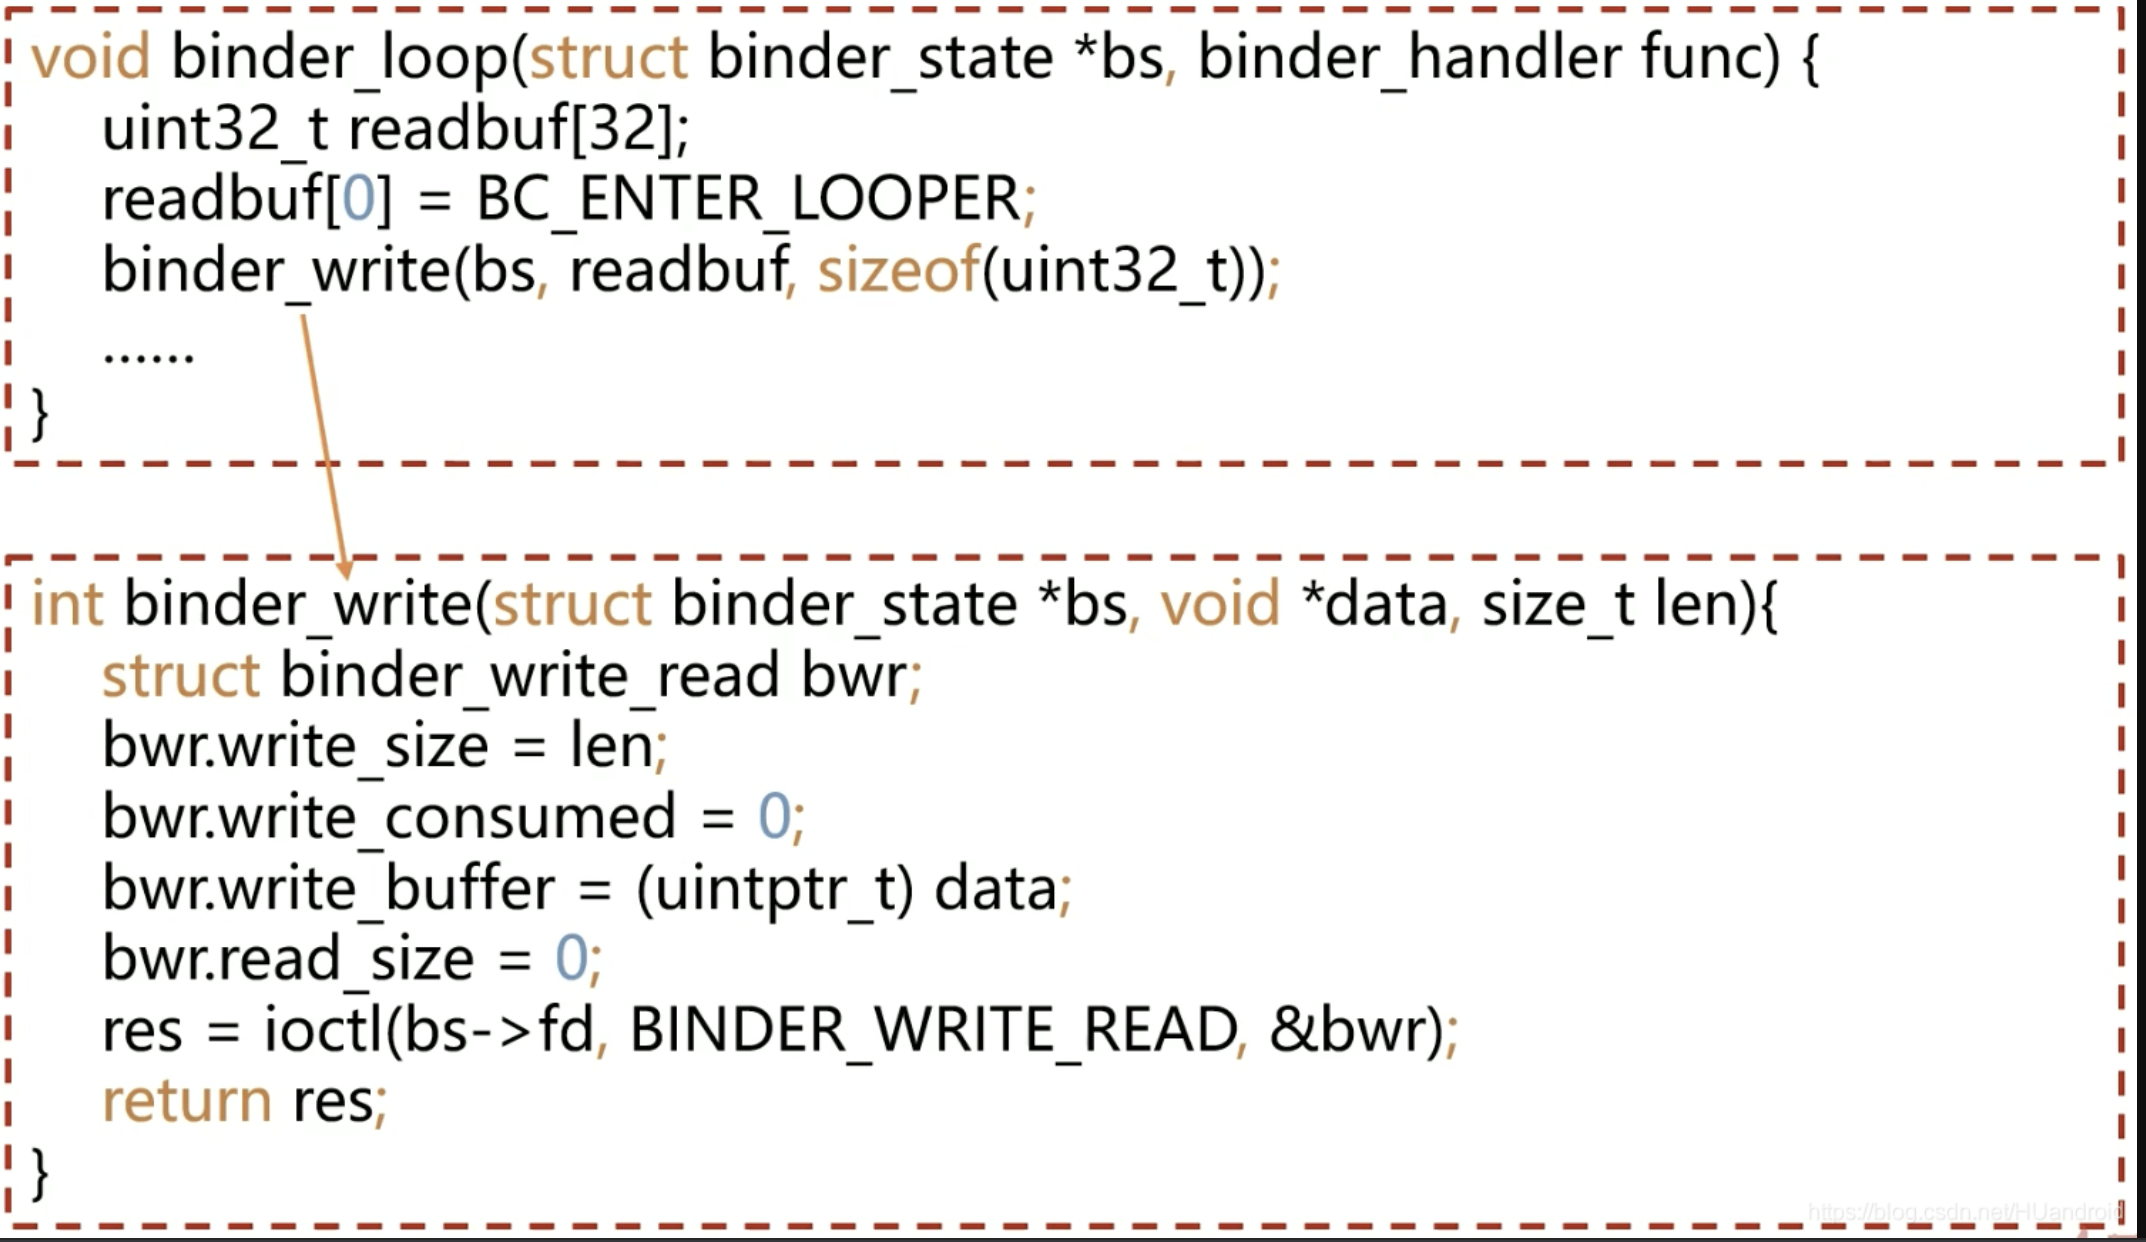 void binder_loop(struct binder_state *bs, binder_handler func) {
uint32_t readbuf[32];
readbuf[0] = BC_ENTER_LOOPER;
binder_write(bs, readbuf, sizeof(uint32_t));
......
}
int binder_write(struct binder_state *bs, void *data, size_t len){
struct binder_write_read bwr;
bwr.write_size = len;
bwr.write_consumed = 0;
bwr.write_buffer = (uintptr_t) data;
bwr.read_size = 0;
res = ioctl(bs->fd, BINDER_WRITE_READ, &bwr);
return res;
}
https://blog.csdn.net/HUandroid